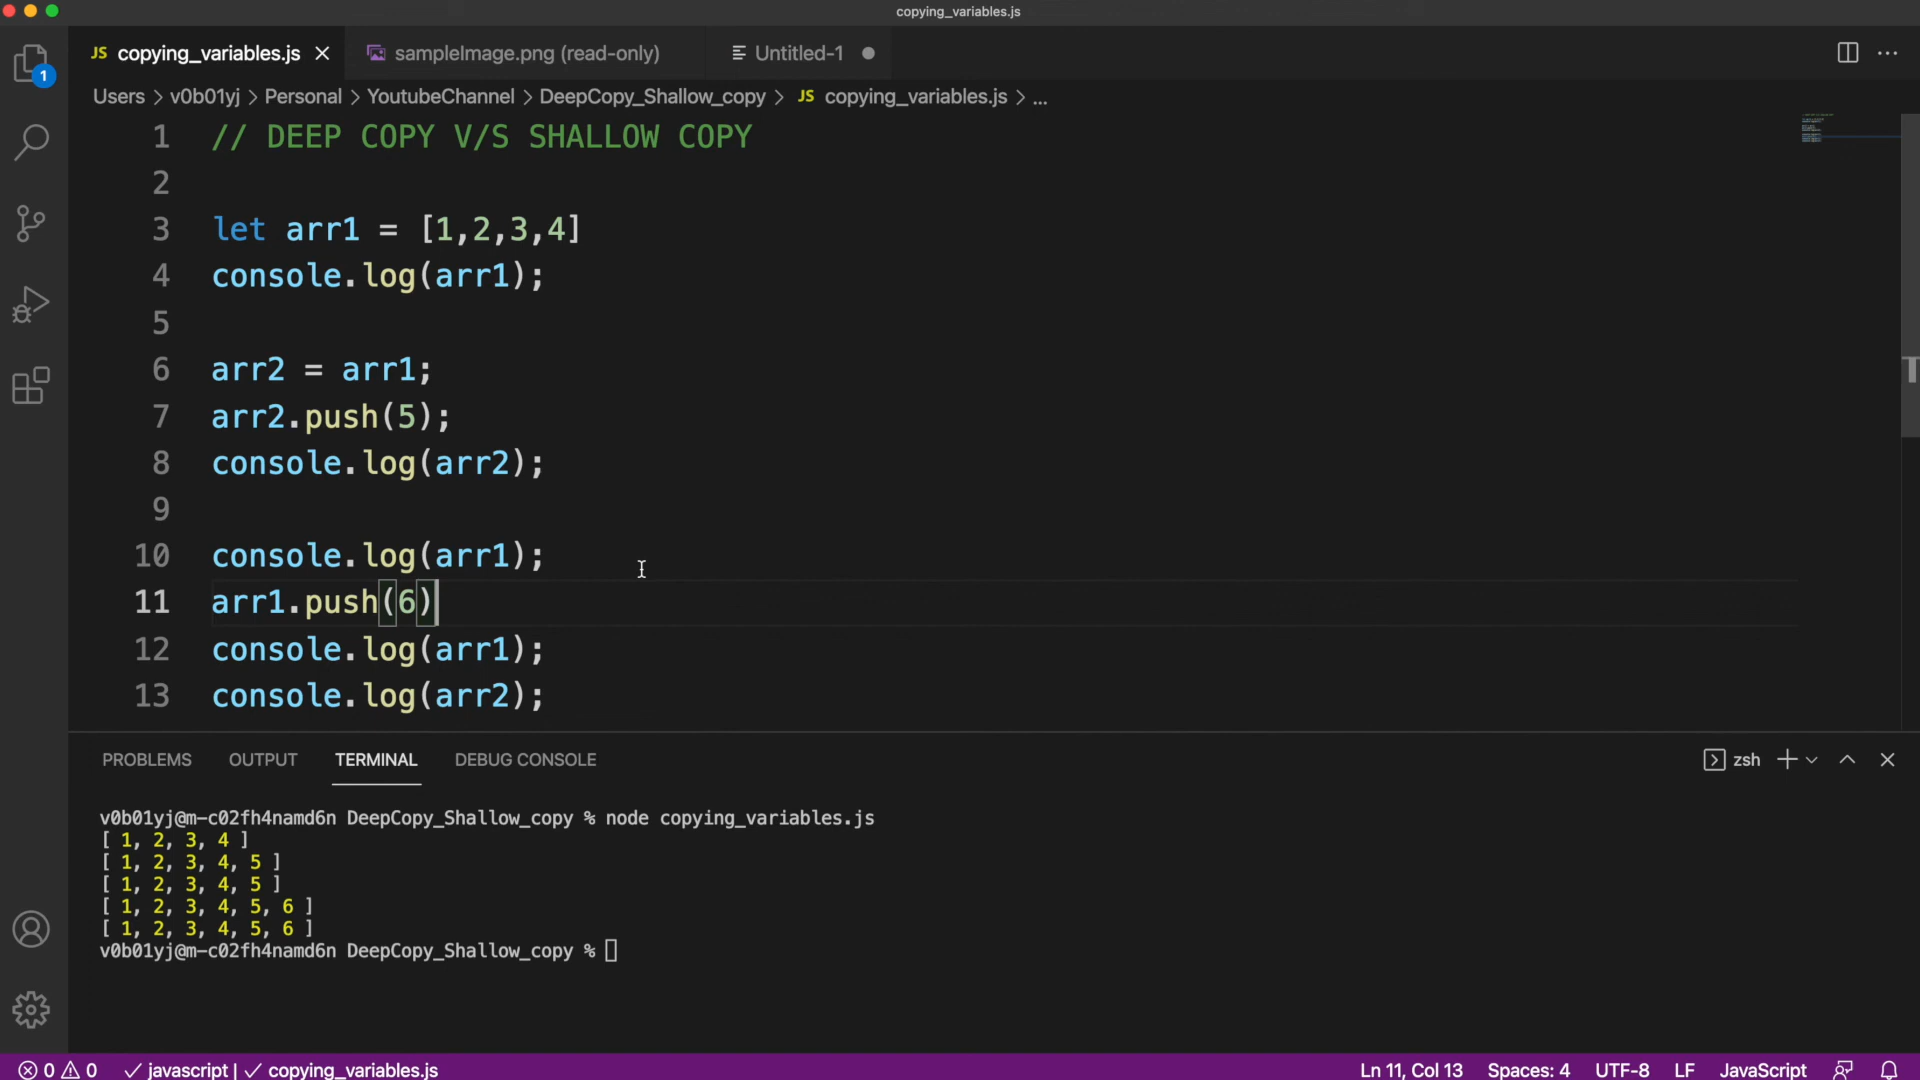 copying_variables.js
JS copying_variables.js
sampleImage.png (read-only)
Untitled-1
1
Users > v0b01yj > Personal > YoutubeChannel > DeepCopy_Shallow_copy > JS copying_variables.js > ...
1 // DEEP COPY V/S SHALLOW COPY
2
3 let arr1 = [1,2,3,4]
4 console.log(arr1);
5
6 arr2 = arr1;
7 arr2.push(5);
8 console.log(arr2);
9
10 console.log(arr1);
11 arr1.push(6)
12 console.log(arr1);
13 console.log(arr2);
PROBLEMS OUTPUT TERMINAL DEBUG CONSOLE zsh
v0b01yj@m-c02fh4namd6n DeepCopy_Shallow_copy % node copying_variables.js
[ 1, 2, 3, 4 ]
[ 1, 2, 3, 4, 5 ]
[ 1, 2, 3, 4, 5 ]
[ 1, 2, 3, 4, 5, 6 ]
[ 1, 2, 3, 4, 5, 6 ]
v0b01yj@m-c02fh4namd6n DeepCopy_Shallow_copy %
0 0 ✓ javascript | ✓ copying_variables.js Ln 11, Col 13 Spaces: 4 UTF-8 LF JavaScript